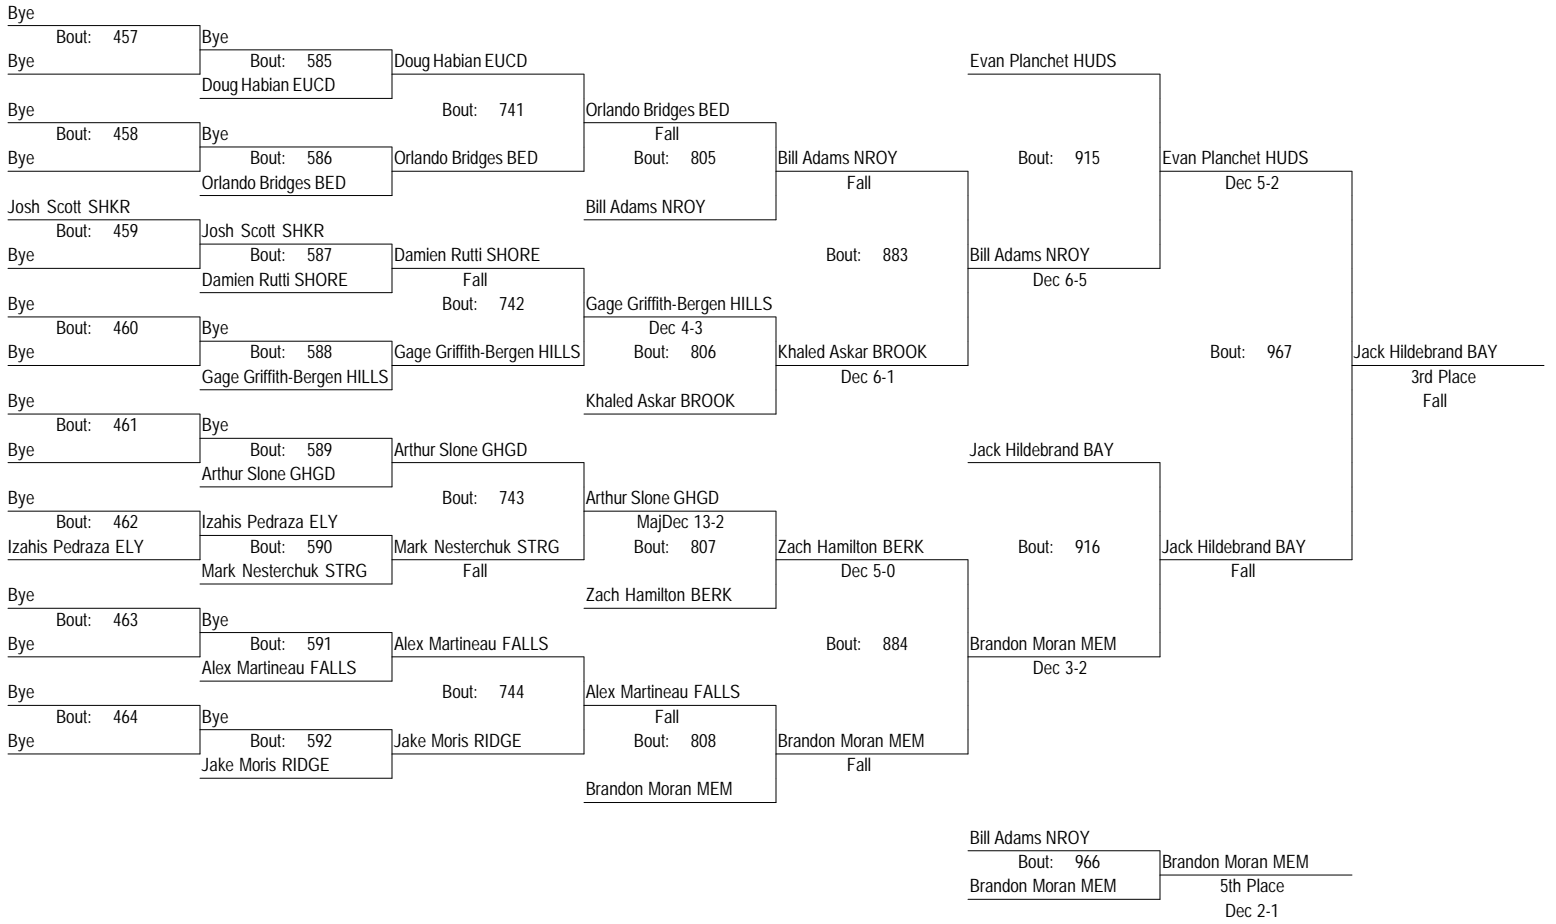 Bye
Bout: 457
Bye
Bye
Bout: 585
Doug Habian EUCD
Doug Habian EUCD
Bout: 741
Bye
Bout: 458
Bye
Bye
Bout: 586
Orlando Bridges BED
Orlando Bridges BED
Orlando Bridges BED
Fall
Bout: 805
Bill Adams NROY
Bill Adams NROY
Fall
Bout: 883
Josh Scott SHKR
Bout: 459
Bye
Josh Scott SHKR
Bout: 587
Damien Rutti SHORE
Damien Rutti SHORE
Fall
Bout: 742
Bye
Bout: 460
Bye
Bye
Bout: 588
Gage Griffith-Bergen HILLS
Gage Griffith-Bergen HILLS
Gage Griffith-Bergen HILLS
Dec 4-3
Bout: 806
Khaled Askar BROOK
Khaled Askar BROOK
Dec 6-1
Evan Planchet HUDS
Bout: 915
Bill Adams NROY
Dec 6-5
Evan Planchet HUDS
Dec 5-2
Bout: 967
Jack Hildebrand BAY
3rd Place
Fall
Bye
Bout: 461
Bye
Bye
Bout: 589
Arthur Slone GHGD
Arthur Slone GHGD
Bout: 743
Bye
Bout: 462
Izahis Pedraza ELY
Izahis Pedraza ELY
Bout: 590
Mark Nesterchuk STRG
Mark Nesterchuk STRG
Fall
Arthur Slone GHGD
MajDec 13-2
Bout: 807
Zach Hamilton BERK
Zach Hamilton BERK
Dec 5-0
Bout: 884
Bye
Bout: 463
Bye
Bye
Bout: 591
Alex Martineau FALLS
Alex Martineau FALLS
Bout: 744
Bye
Bout: 464
Bye
Bye
Bout: 592
Jake Moris RIDGE
Jake Moris RIDGE
Alex Martineau FALLS
Fall
Bout: 808
Brandon Moran MEM
Brandon Moran MEM
Fall
Jack Hildebrand BAY
Bout: 916
Brandon Moran MEM
Dec 3-2
Jack Hildebrand BAY
Fall
Bill Adams NROY
Bout: 966
Brandon Moran MEM
Brandon Moran MEM
5th Place
Dec 2-1